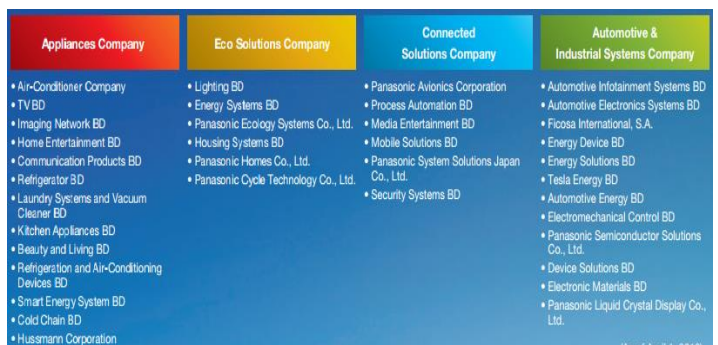 Appliances Company
• Air-Conditioner Company
• TV BD
• Imaging Network BD
• Home Entertainment BD
• Communication Products BD
• Refrigerator BD
• Laundry Systems and Vacuum
Cleaner BD
• Kitchen Appliances BD
• Beauty and Living BD
• Refrigeration and Air-Conditioning
Devices BD
• Smart Energy System BD
• Cold Chain BD
• Hussmann Corporation
Eco Solutions Company
• Lighting BD
• Energy Systems BD
• Panasonic Ecology Systems Co., Ltd.
• Housing Systems BD
• Panasonic Homes Co., Ltd.
• Panasonic Cycle Technology Co., Ltd.
Connected
Solutions Company
• Panasonic Avionics Corporation
• Process Automation BD
• Media Entertainment BD
• Mobile Solutions BD
• Panasonic System Solutions Japan
Co., Ltd.
• Security Systems BD
Automotive &
Industrial Systems Company
• Automotive Infotainment Systems BD
• Automotive Electronics Systems BD
• Ficosa International, S.A.
• Energy Device BD
• Energy Solutions BD
• Tesla Energy BD
• Automotive Energy BD
• Electromechanical Control BD
• Panasonic Semiconductor Solutions
Co., Ltd.
• Device Solutions BD
• Electronic Materials BD
• Panasonic Liquid Crystal Display Co.,
Ltd.